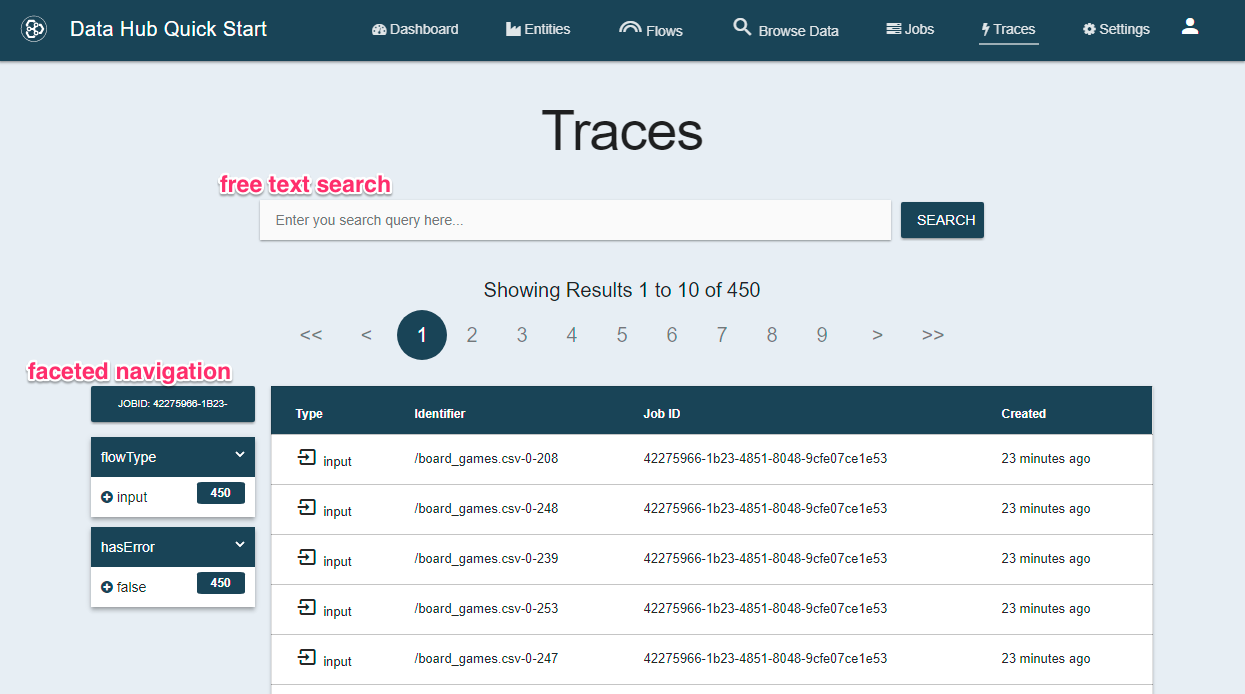 Data Hub Quick Start Dashboard Entities Flows Browse Data Jobs Traces Settings
Traces
free text search
Enter you search query here... SEARCH
Showing Results 1 to 10 of 450
<< < 1 2 3 4 5 6 7 8 9 > >>
faceted navigation
JOBID: 42275966-1B23-
flowType
input 450
hasError
false 450
Type Identifier Job ID Created
input /board_games.csv-0-208 42275966-1b23-4851-8048-9cfe07ce1e53 23 minutes ago
input /board_games.csv-0-248 42275966-1b23-4851-8048-9cfe07ce1e53 23 minutes ago
input /board_games.csv-0-239 42275966-1b23-4851-8048-9cfe07ce1e53 23 minutes ago
input /board_games.csv-0-253 42275966-1b23-4851-8048-9cfe07ce1e53 23 minutes ago
input /board_games.csv-0-247 42275966-1b23-4851-8048-9cfe07ce1e53 23 minutes ago